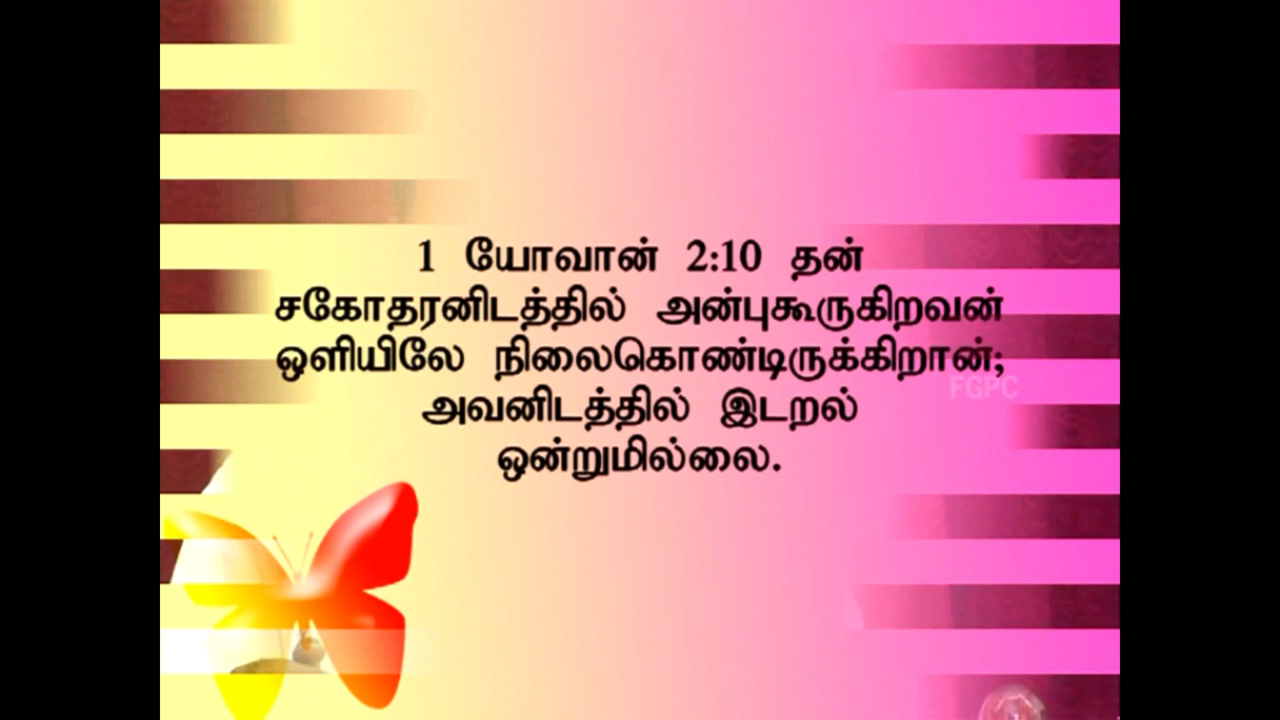 1 யோவான் 2:10 தன்
சகோதரனிடத்தில் அன்புகூருகிறவன்
ஒளியிலே நிலைகொண்டிருக்கிறான்;
FGPC
அவனிடத்தில் இடறல்
ஒன்றுமில்லை.